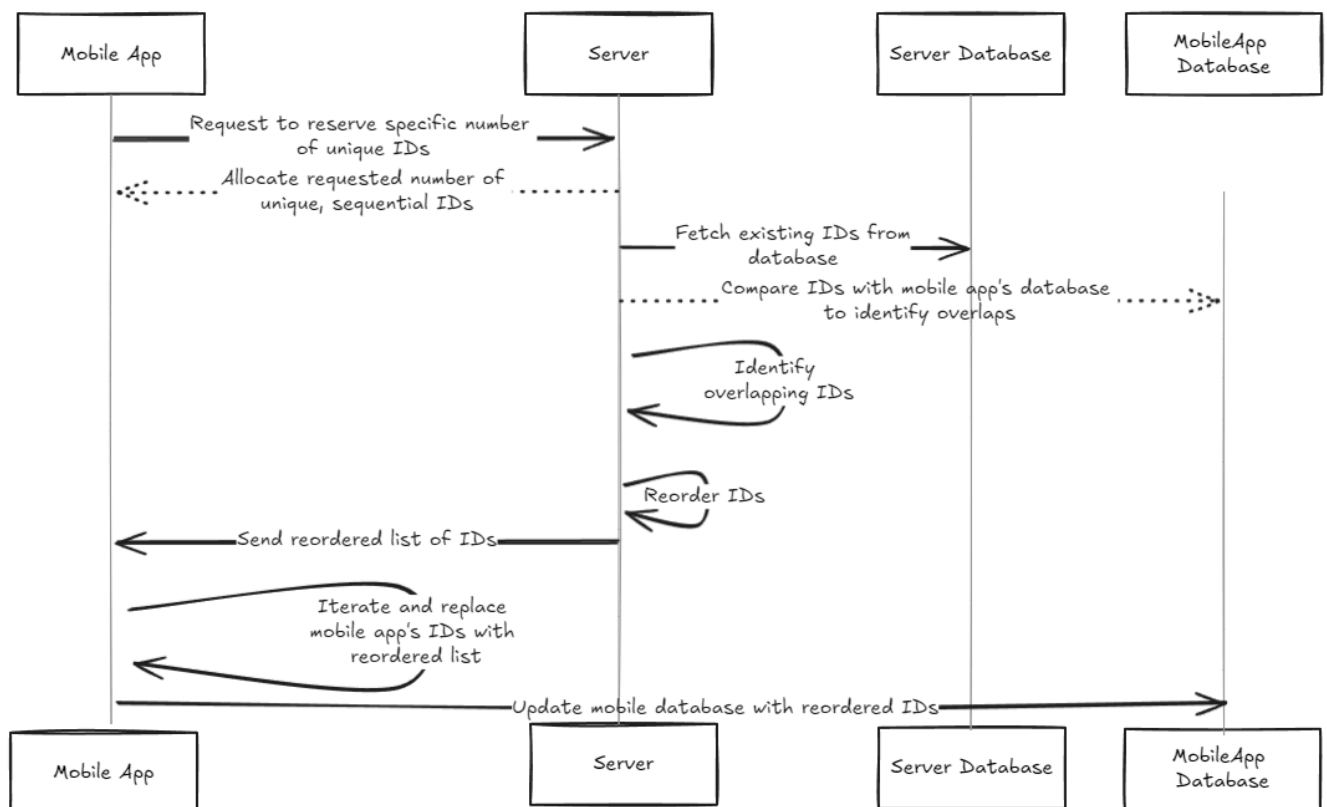 Mobile App
Server
Server Database
MobileApp
Database
Request to reserve specific number
of unique IDs
Allocate requested number of
unique, sequential IDs
Fetch existing IDs from
database
Compare IDs with mobile app's database
to identify overlaps
Identify
overlapping IDs
Reorder IDs
Send reordered list of IDs
Iterate and replace
mobile app's IDs with
reordered list
Update mobile database with reordered IDs
Mobile App
Server
Server Database
MobileApp
Database